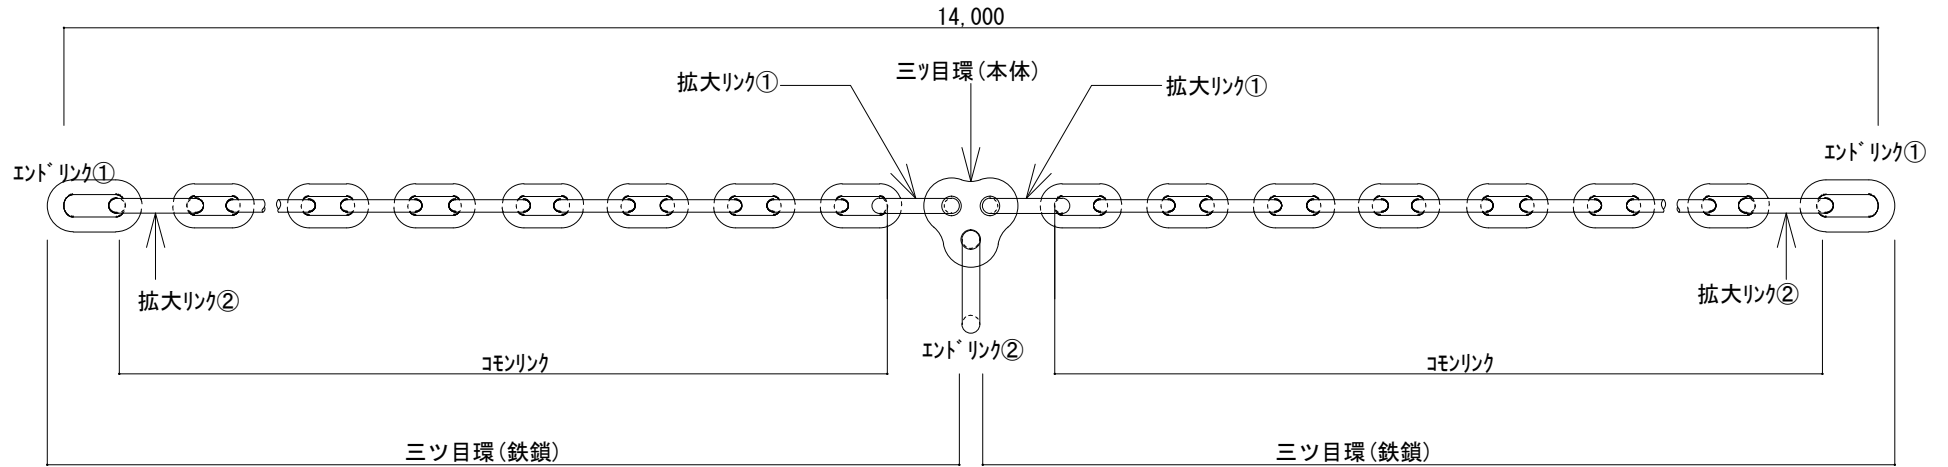 14,000
三ツ目環(本体)
拡大リンク①
拡大リンク①
エンドリンク①
エンドリンク①
拡大リンク②
拡大リンク②
エンドリンク②
コモンリンク
コモンリンク
三ツ目環(鉄鎖)
三ツ目環(鉄鎖)